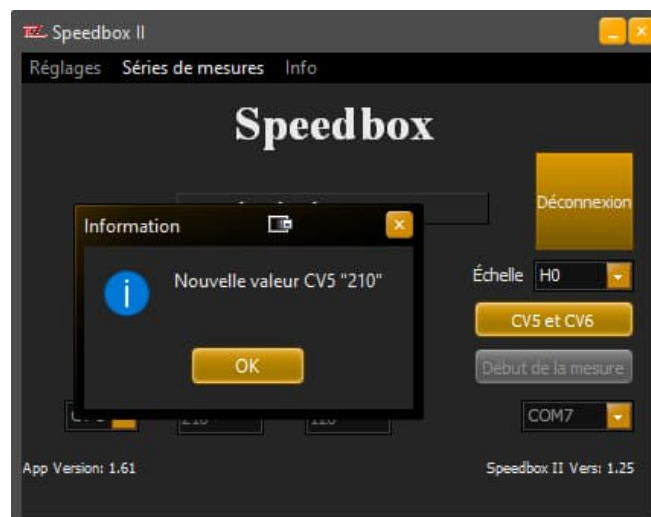 Speedbox II
Réglages Séries de mesures Info
Speedbox
Déconnexion
Information
Nouvelle valeur CV5 "210"
OK
Échelle H0
CV5 et CV6
Début de la mesure
COM7
App Version: 1.61
Speedbox II Vers: 1.25